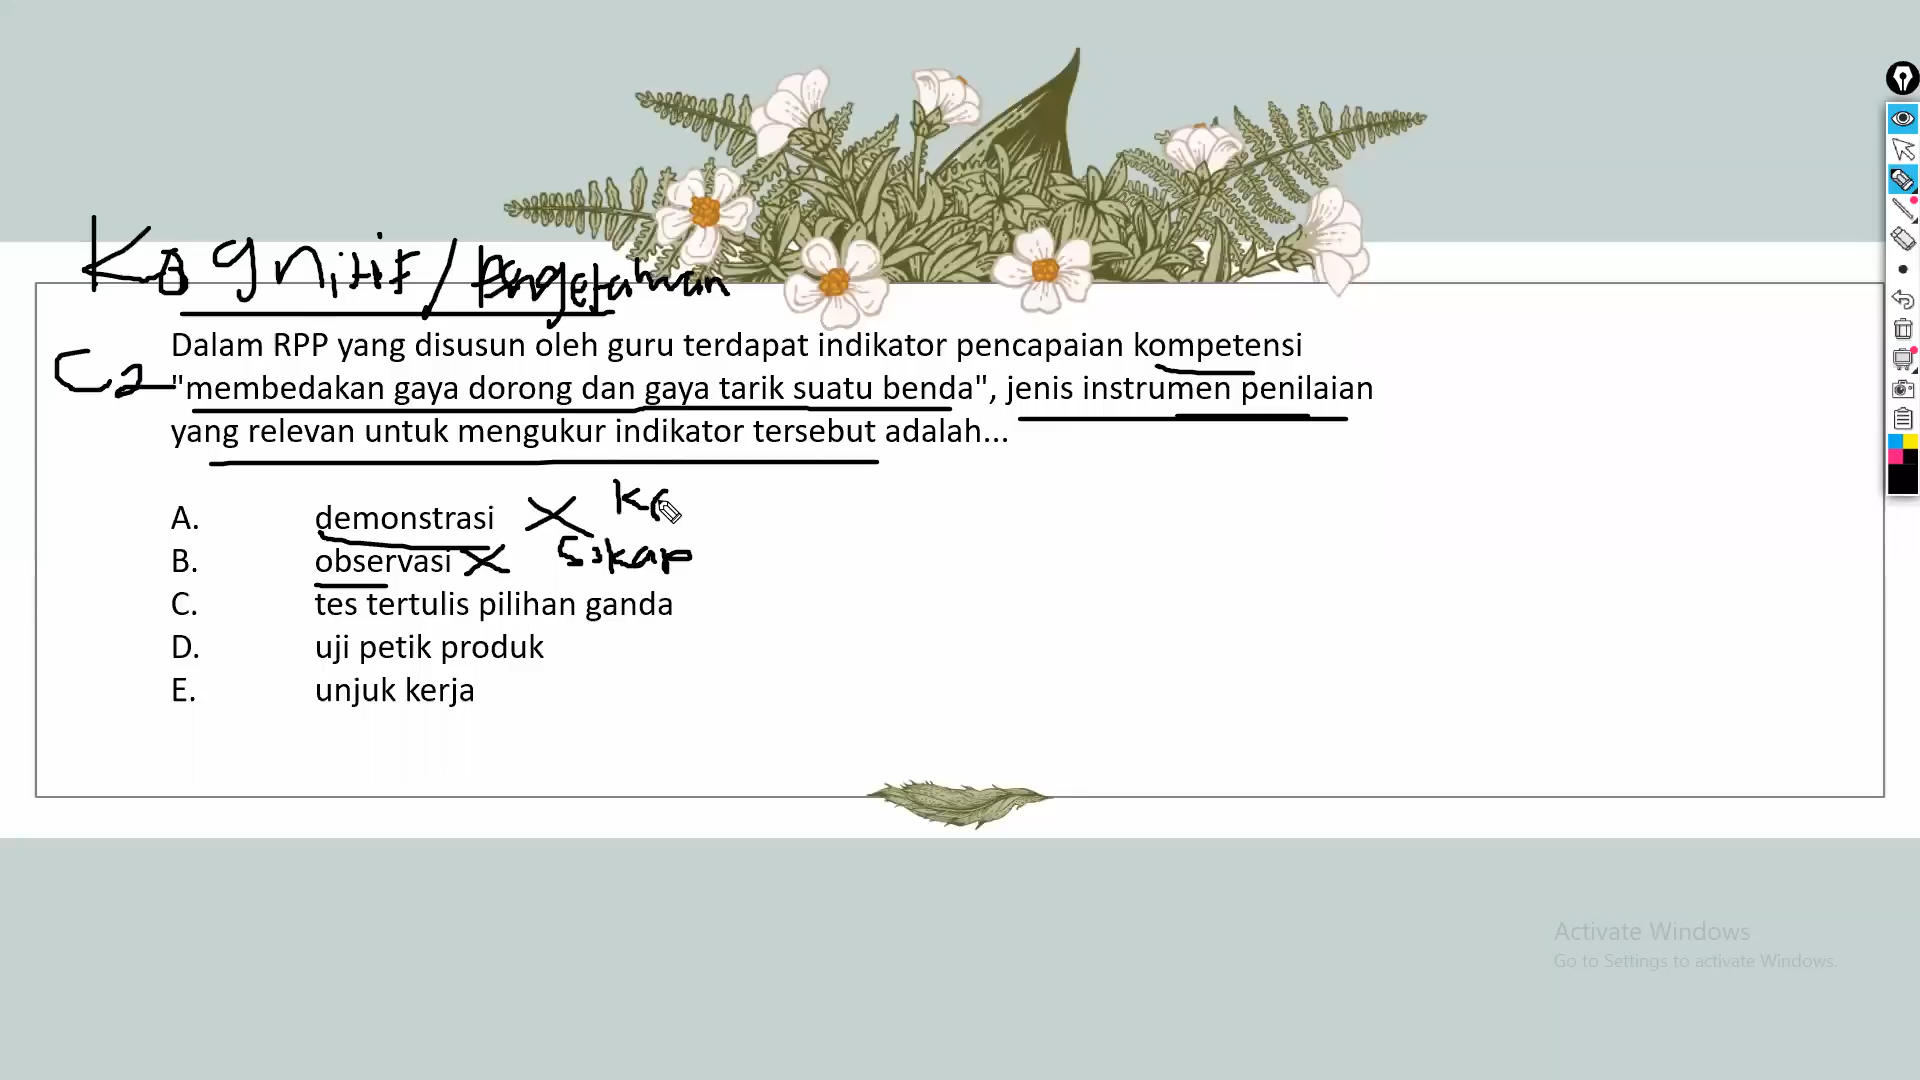 Kognitif / Pengetahuan
Dalam RPP yang disusun oleh guru terdapat indikator pencapaian kompetensi
C2 "membedakan gaya dorong dan gaya tarik suatu benda", jenis instrumen penilaian
yang relevan untuk mengukur indikator tersebut adalah...
A. demonstrasi X
B. observasi X Sikap
C. tes tertulis pilihan ganda
D. uji petik produk
E. unjuk kerja
Activate Windows
Go to Settings to activate Windows.